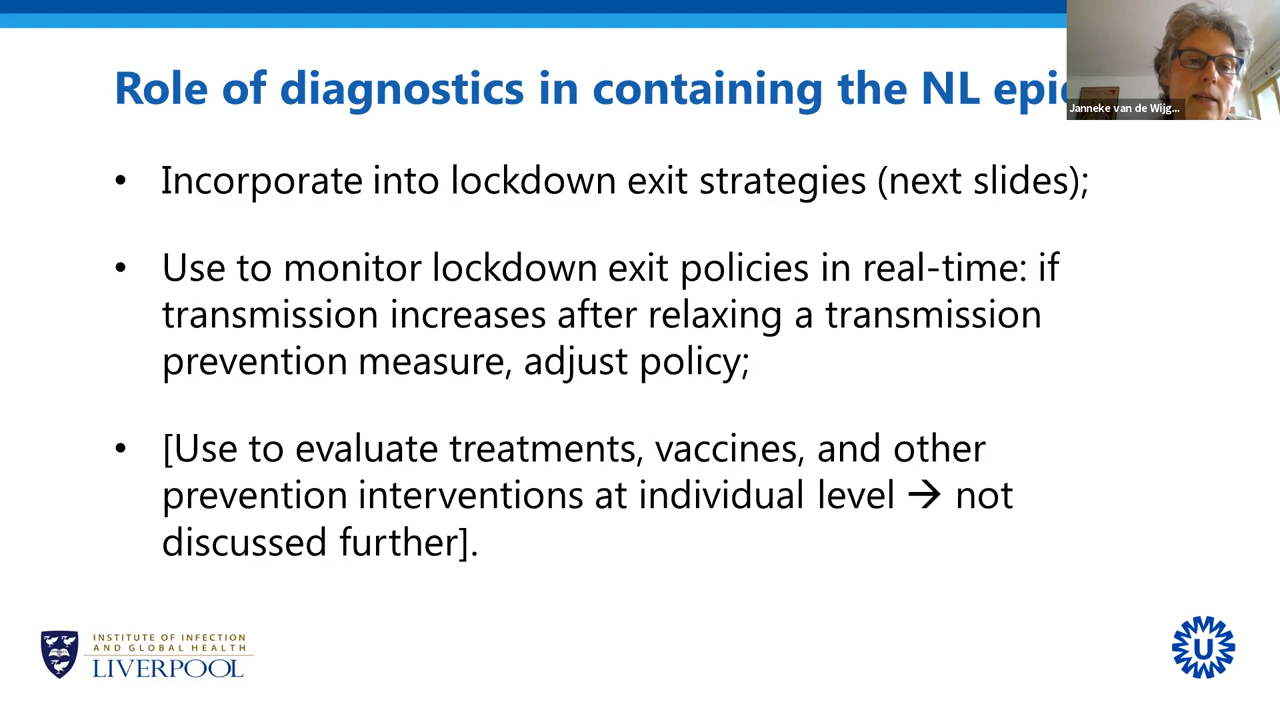 Role of diagnostics in containing the NL epid
Janneke van de Wijg...
• Incorporate into lockdown exit strategies (next slides);
• Use to monitor lockdown exit policies in real-time: if
transmission increases after relaxing a transmission
prevention measure, adjust policy;
• [Use to evaluate treatments, vaccines, and other
prevention interventions at individual level → not
discussed further].
INSTITUTE OF INFECTION
AND GLOBAL HEALTH
LIVERPOOL
U